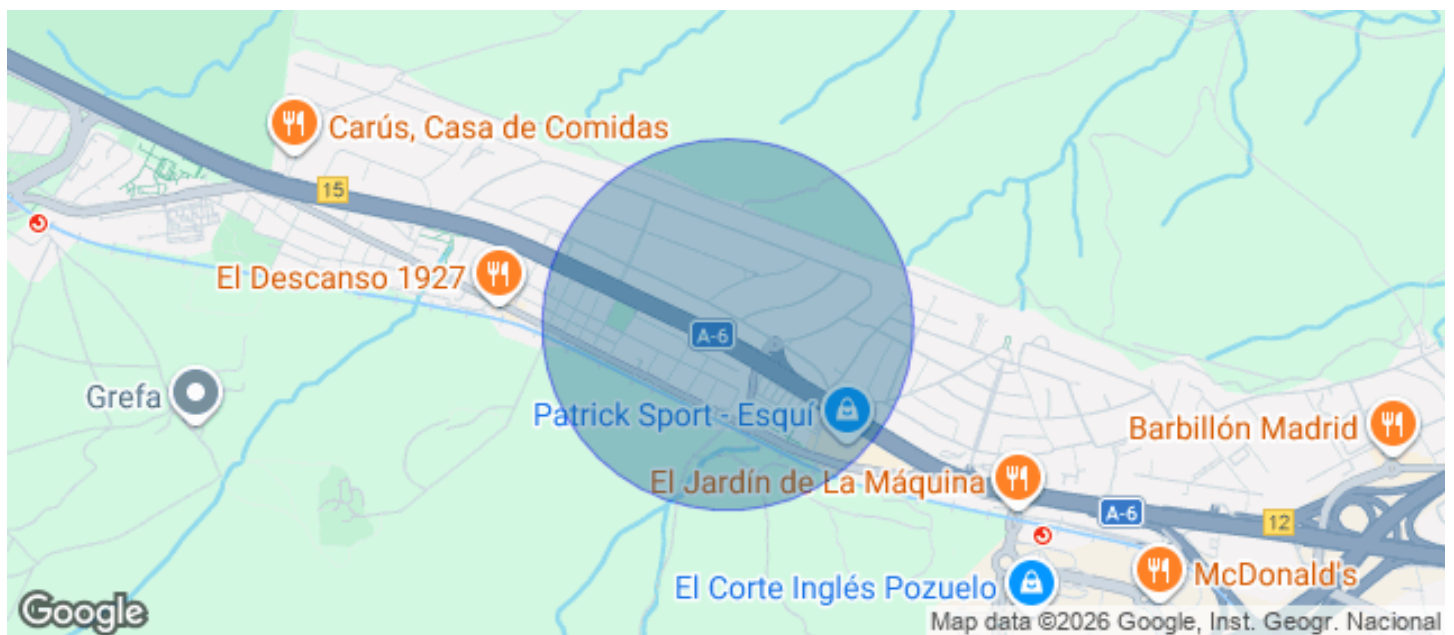 Carús, Casa de Comidas
15
El Descanso 1927
A-6
Grefa
Patrick Sport - Esquí
Barbillón Madrid
El Jardín de La Máquina
A-6
12
McDonald's
El Corte Inglés Pozuelo
Google
Map data ©2026 Google, Inst. Geogr. Nacional